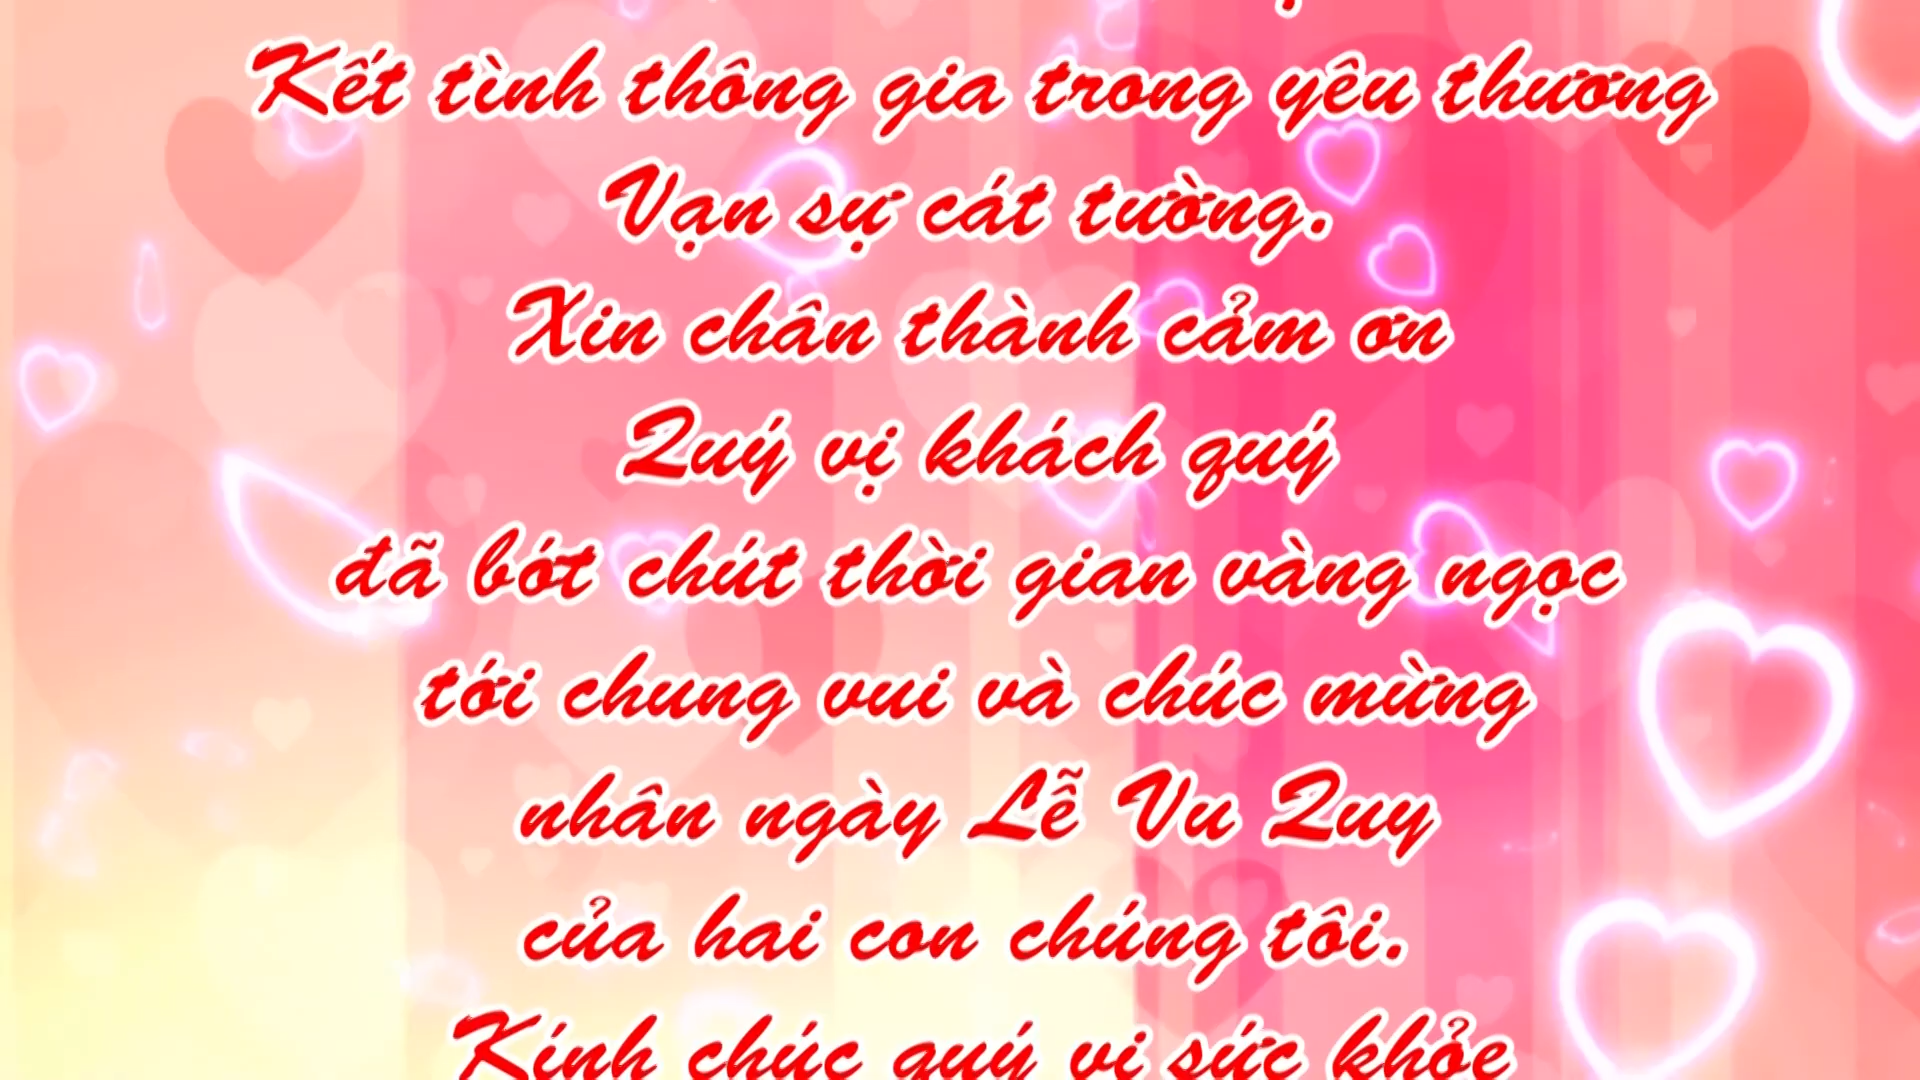 Kết tình thông gia trong yêu thương
Vạn sự cát tường.
Xin chân thành cảm ơn
Quý vị khách quý
đã bớt chút thời gian vàng ngọc
tới chung vui và chúc mừng
nhân ngày Lễ Vu Quy
của hai con chúng tôi.
Kính chúc quý vị sức khỏe